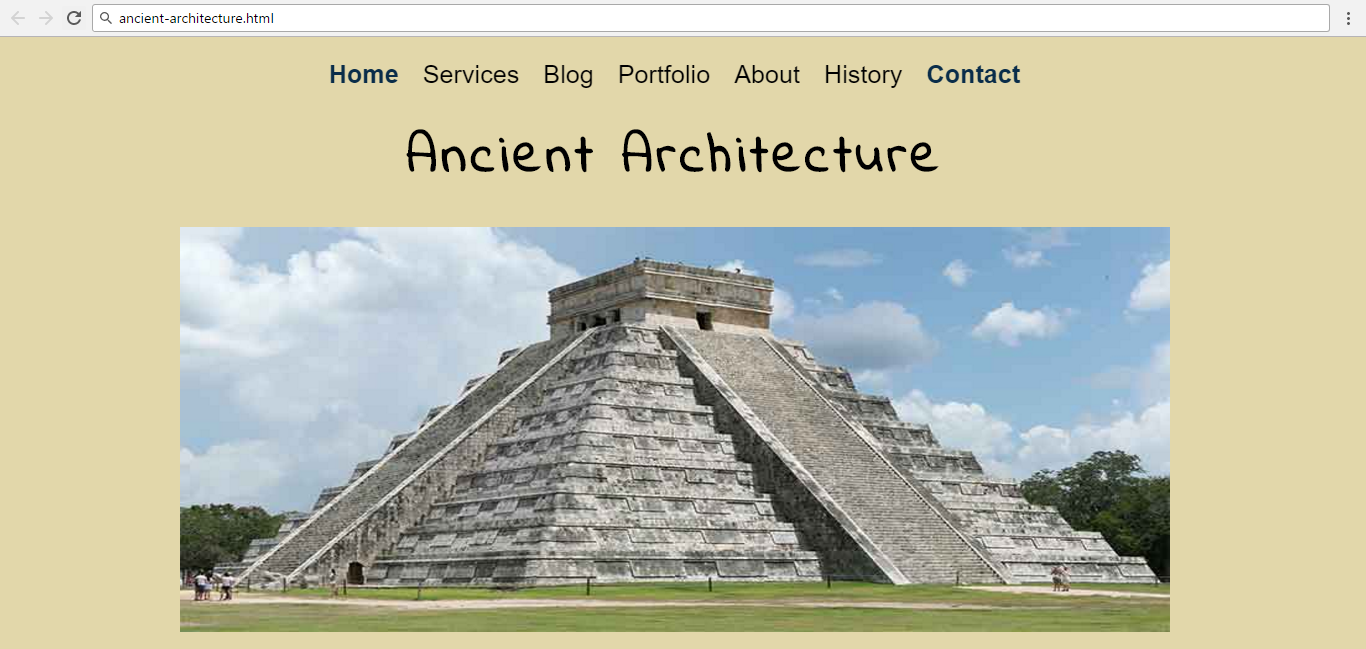 ancient-architecture.html
Home Services Blog Portfolio About History Contact
Ancient Architecture